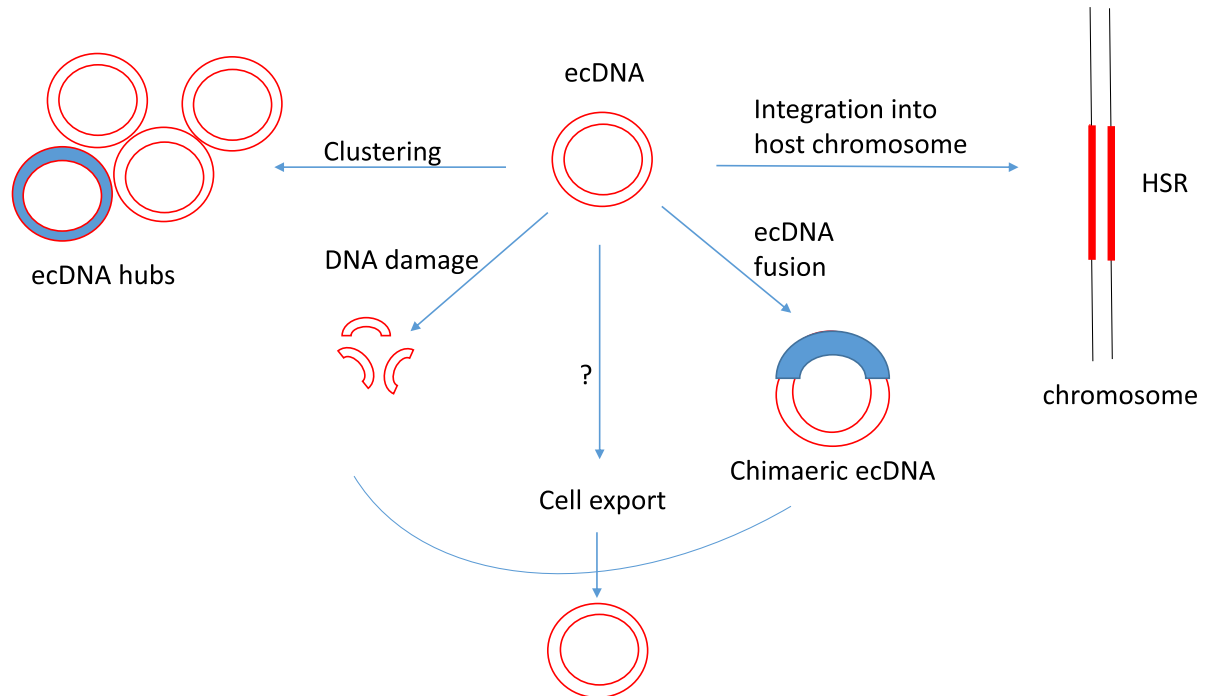 ecDNA
Clustering
Integration into
host chromosome
HSR
ecDNA hubs
DNA damage
ecDNA
fusion
?
chromosome
Chimaeric ecDNA
Cell export